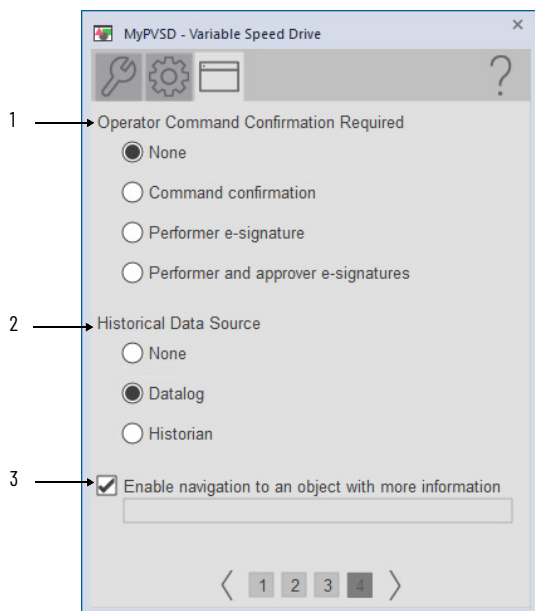 MyPVSD - Variable Speed Drive
×
?
1
Operator Command Confirmation Required
None
Command confirmation
Performer e-signature
Performer and approver e-signatures
2
Historical Data Source
None
Datalog
Historian
3
Enable navigation to an object with more information
1 2 3 4